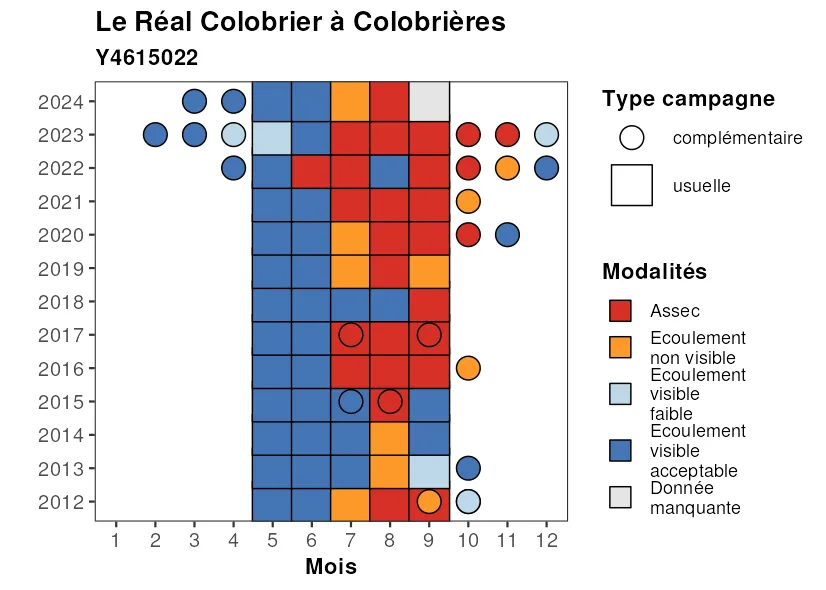 Le Réal Colobrier à Colobrières
Y4615022
2024
2023
2022
2021
2020
2019
2018
2017
2016
2015
2014
2013
2012
1 2 3 4 5 6 7 8 9 10 11 12
Mois
Type campagne
complémentaire
usuelle
Modalités
Assec
Ecoulement
non visible
Ecoulement
visible
faible
Ecoulement
visible
acceptable
Donnée
manquante